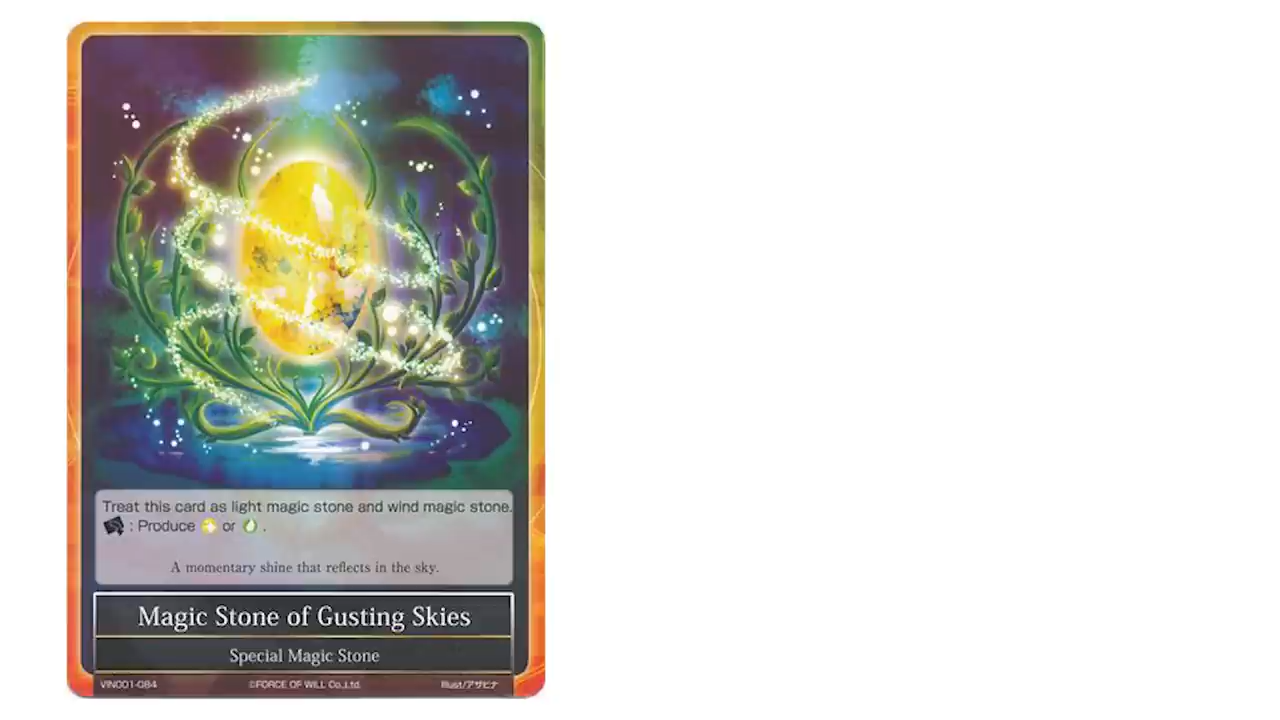 Treat this card as light magic stone and wind magic stone.
: Produce or .
A momentary shine that reflects in the sky.
Magic Stone of Gusting Skies
Special Magic Stone
VIN001-084 ©FORCE OF WILL Co.,Ltd. Illust/アザヒナ